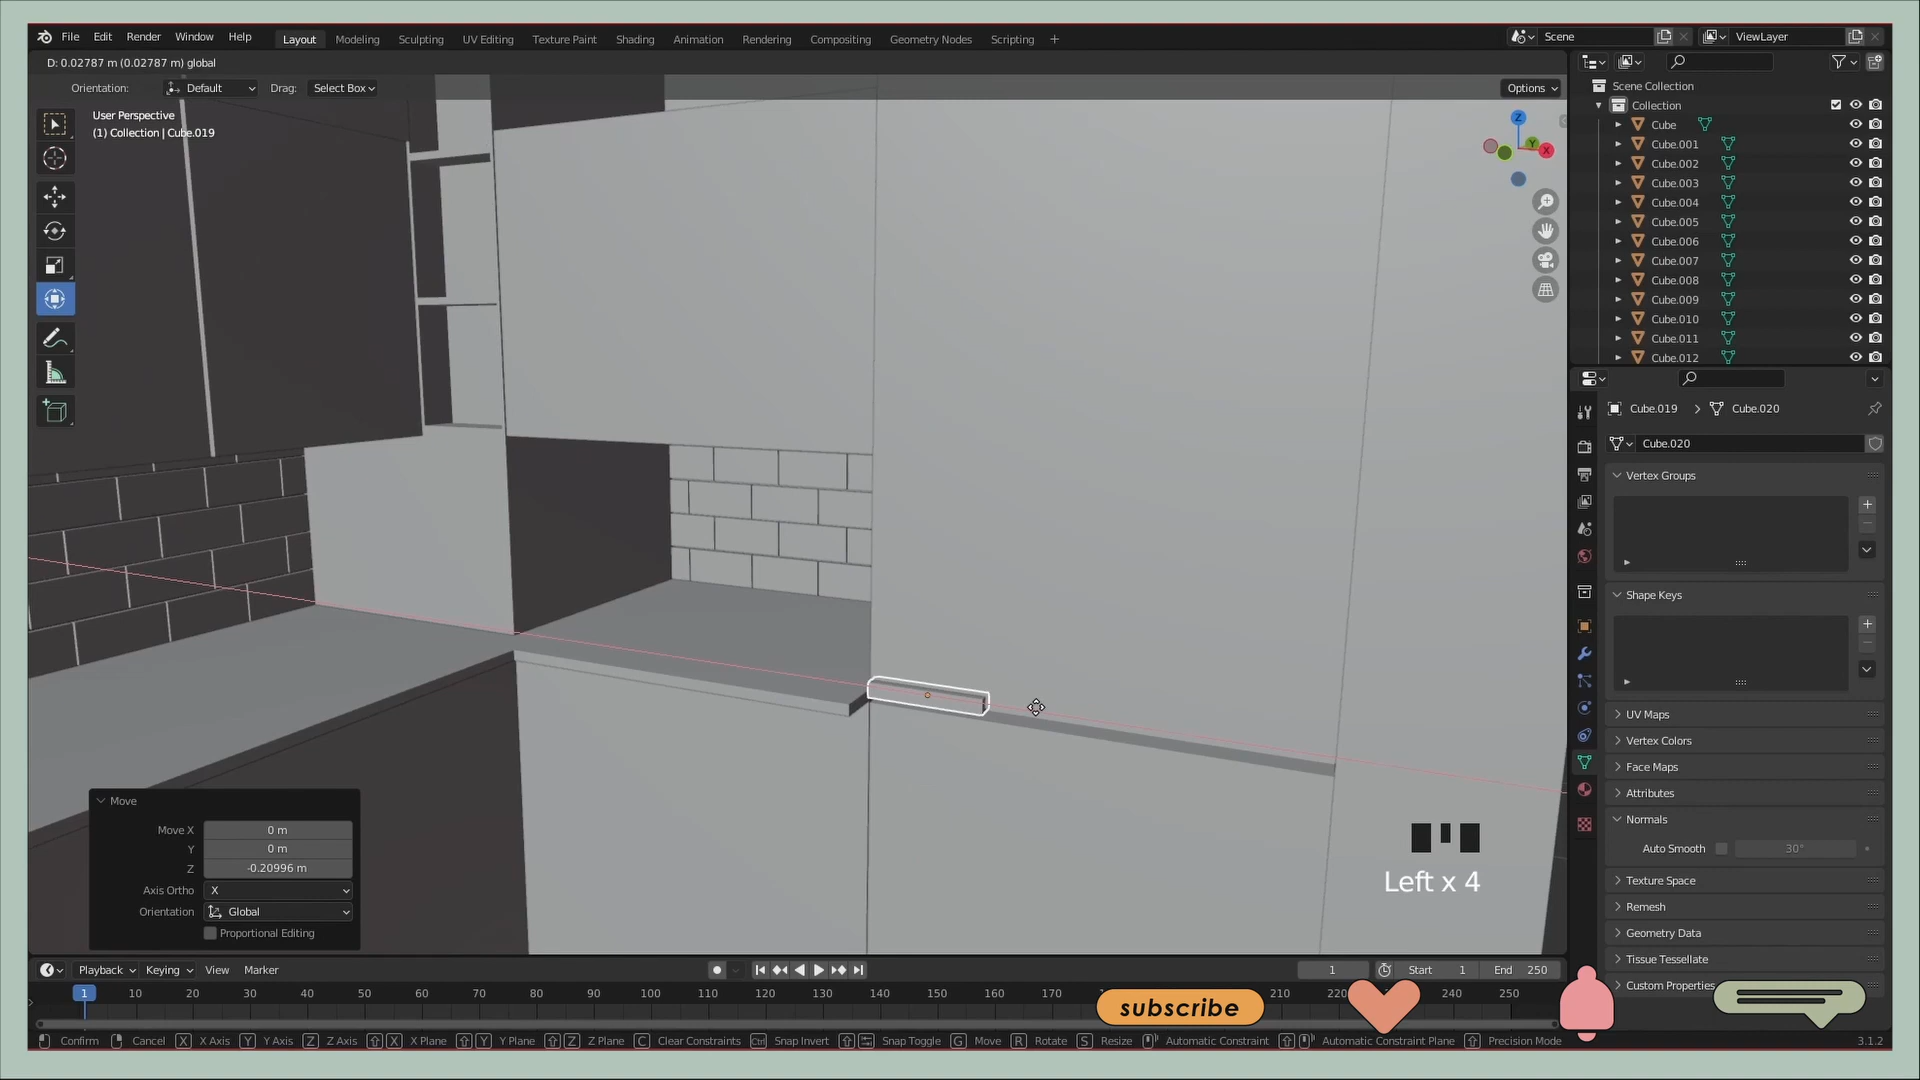 File Edit Render Window Help Layout Modeling Sculpting UV Editing Texture Paint Shading Animation Rendering Compositing Geometry Nodes Scripting + Scene ViewLayer
D: 0.02787 m (0.02787 m) global
Orientation: Default Drag: Select Box Options
User Perspective
(1) Collection | Cube.019
Z
Y
X
Scene Collection
Collection
Cube
Cube.001
Cube.002
Cube.003
Cube.004
Cube.005
Cube.006
Cube.007
Cube.008
Cube.009
Cube.010
Cube.011
Cube.012
Cube.019 > Cube.020
Cube.020
Vertex Groups
Shape Keys
UV Maps
Vertex Colors
Face Maps
Attributes
Normals
Auto Smooth 30°
Texture Space
Remesh
Geometry Data
Tissue Tessellate
Custom Properties
Move
Move X 0 m
Y 0 m
Z -0.20996 m
Axis Ortho X
Orientation Global
Proportional Editing
Left x 4
Playback Keying View Marker 1 Start 1 End 250
1 10 20 30 40 50 60 70 80 90 100 110 120 130 140 150 160 170 210 220 240 250
subscribe
Confirm Cancel X X Axis Y Y Axis Z Z Axis X X Plane Y Y Plane Z Z Plane C Clear Constraints Ctrl Snap Invert Snap Toggle G Move R Rotate S Resize Automatic Constraint Automatic Constraint Plane Precision Mode 3.1.2